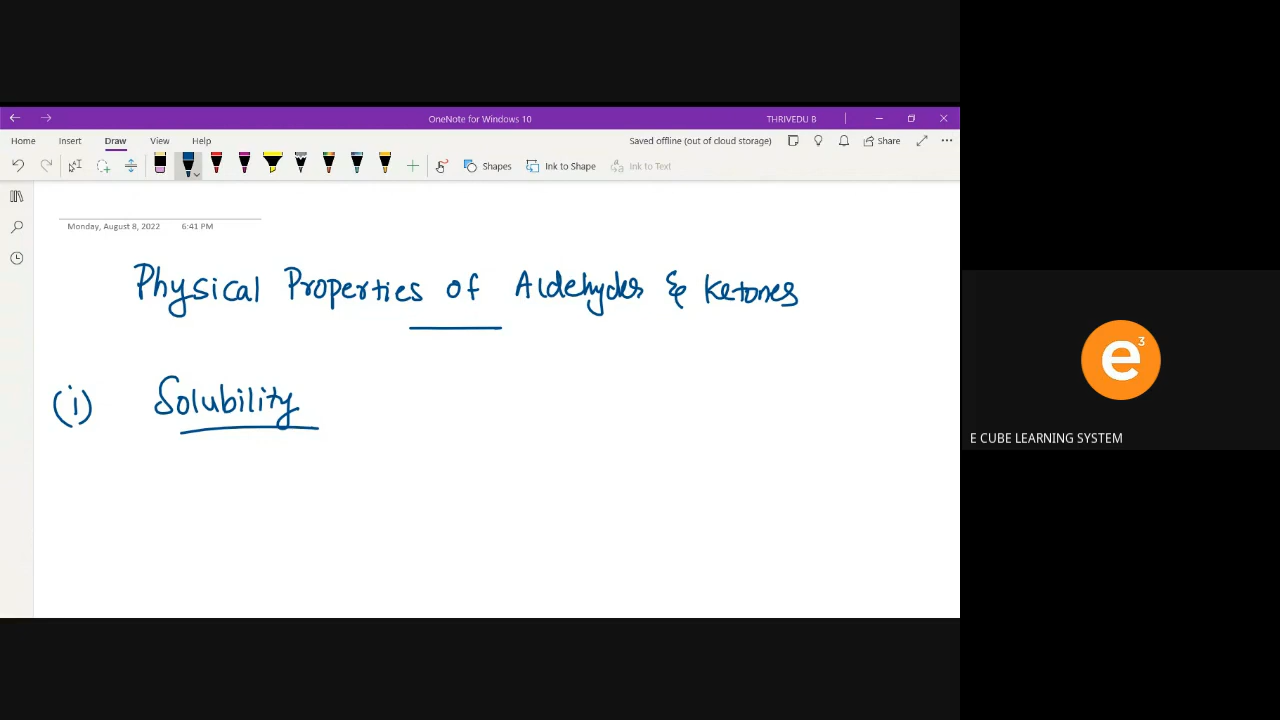 OneNote for Windows 10
THRIVEDU B
Home Insert Draw View Help
Saved offline (out of cloud storage)
Share
Shapes
Ink to Shape
Ink to Text
Monday, August 8, 2022 6:41 PM
Physical Properties of Aldehydes & Ketones
(i) Solubility
e3
E CUBE LEARNING SYSTEM